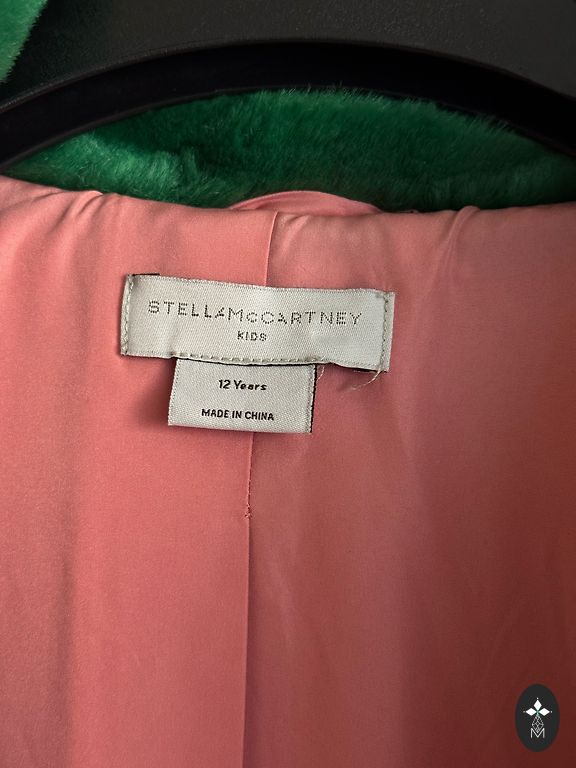 STELLAMcCARTNEY
KIDS
12 Years
MADE IN CHINA
M